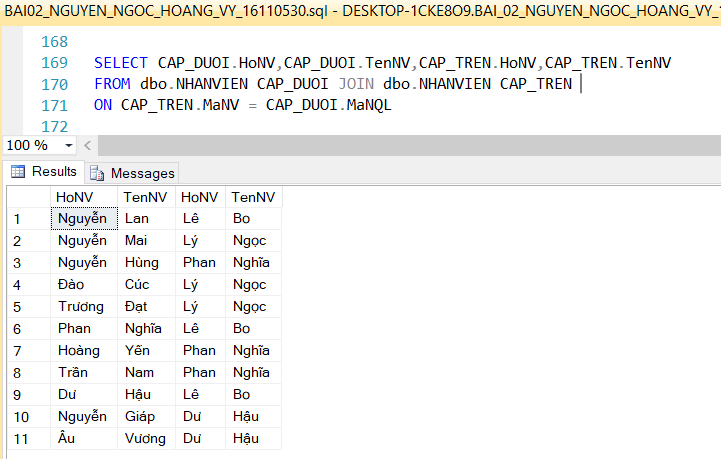 BAI02_NGUYEN_NGOC_HOANG_VY_16110530.sql - DESKTOP-1CKE8O9.BAI_02_NGUYEN_NGOC_HOANG_VY_1
168
169 SELECT CAP_DUOI.HoNV,CAP_DUOI.TenNV,CAP_TREN.HoNV,CAP_TREN.TenNV
170 FROM dbo.NHANVIEN CAP_DUOI JOIN dbo.NHANVIEN CAP_TREN
171 ON CAP_TREN.MaNV = CAP_DUOI.MaNQL
172
100 %
Results Messages
HoNV TenNV HoNV TenNV
1 Nguyễn Lan Lê Bo
2 Nguyễn Mai Lý Ngọc
3 Nguyễn Hùng Phan Nghĩa
4 Đào Cúc Lý Ngọc
5 Trương Đạt Lý Ngọc
6 Phan Nghĩa Lê Bo
7 Hoàng Yến Phan Nghĩa
8 Trần Nam Phan Nghĩa
9 Dư Hậu Lê Bo
10 Nguyễn Giáp Dư Hậu
11 Âu Vương Dư Hậu